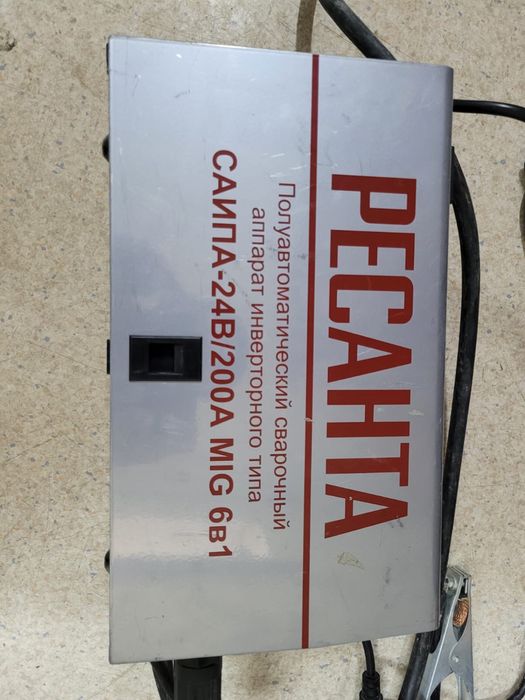 РЕСАНТА
Полуавтоматический сварочный
аппарат инверторного типа
САИПА-24В/200А MIG 6в1